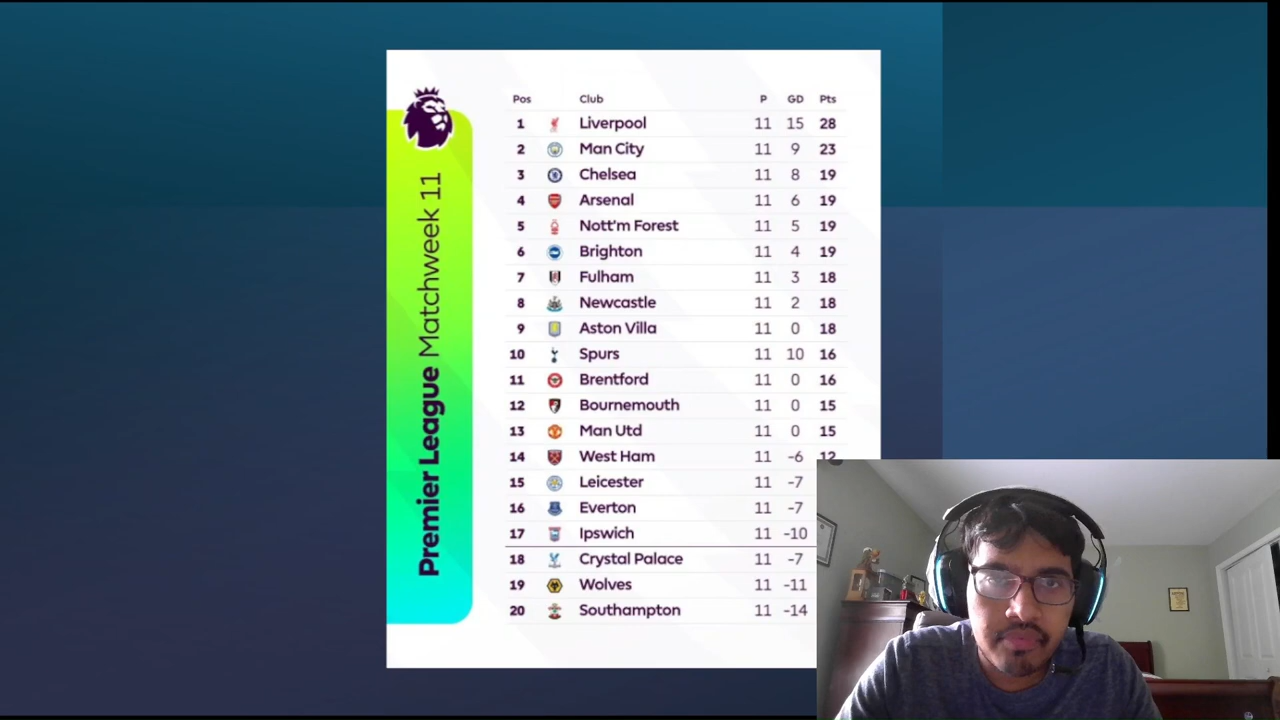 Premier League Matchweek 11
Pos Club P GD Pts
1 Liverpool 11 15 28
2 Man City 11 9 23
3 Chelsea 11 8 19
4 Arsenal 11 6 19
5 Nott'm Forest 11 5 19
6 Brighton 11 4 19
7 Fulham 11 3 18
8 Newcastle 11 2 18
9 Aston Villa 11 0 18
10 Spurs 11 10 16
11 Brentford 11 0 16
12 Bournemouth 11 0 15
13 Man Utd 11 0 15
14 West Ham 11 -6 12
15 Leicester 11 -7
16 Everton 11 -7
17 Ipswich 11 -10
18 Crystal Palace 11 -7
19 Wolves 11 -11
20 Southampton 11 -14